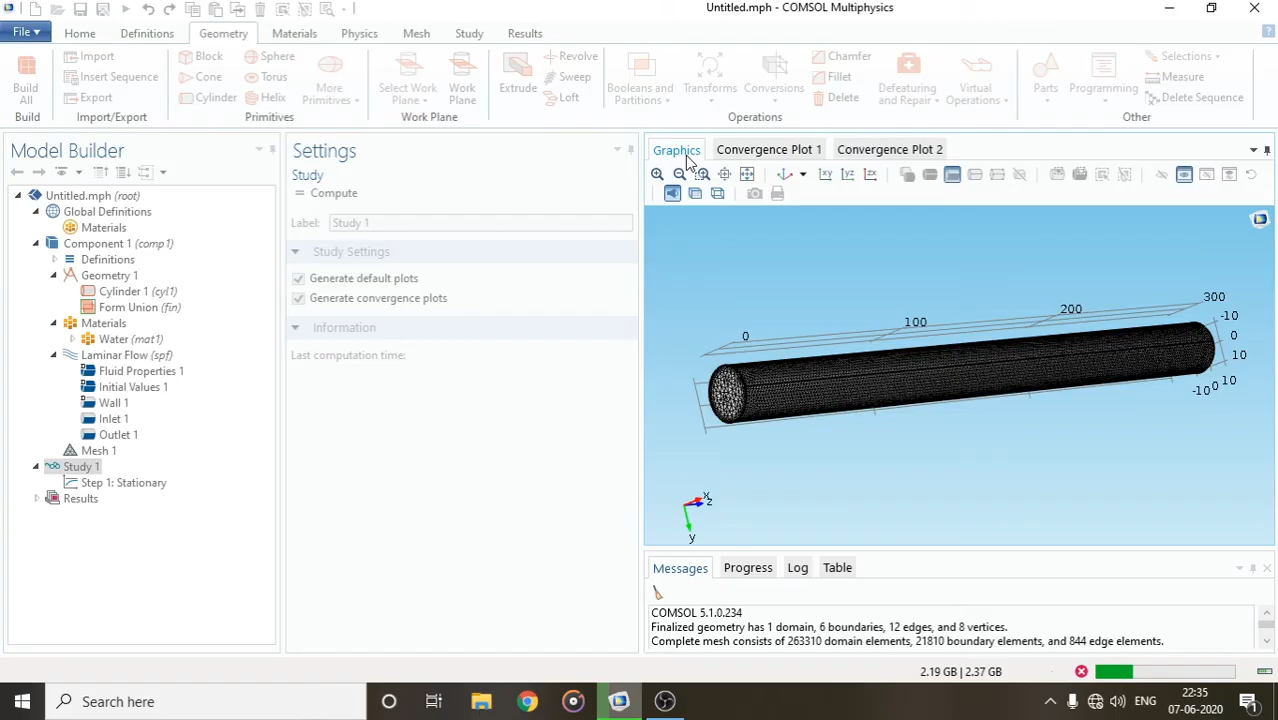 Untitled.mph - COMSOL Multiphysics
File
Home
Definitions
Geometry
Materials
Physics
Mesh
Study
Results
Build All
Build
Import
Insert Sequence
Export
Import/Export
Block
Cone
Cylinder
Sphere
Torus
Helix
More Primitives
Primitives
Select Work Plane
Work Plane
Work Plane
Extrude
Revolve
Sweep
Loft
Booleans and Partitions
Transforms
Conversions
Chamfer
Fillet
Delete
Defeaturing and Repair
Virtual Operations
Operations
Parts
Programming
Selections
Measure
Delete Sequence
Other
Model Builder
Untitled.mph (root)
Global Definitions
Materials
Component 1 (comp1)
Definitions
Geometry 1
Cylinder 1 (cyl1)
Form Union (fin)
Materials
Water (mat1)
Laminar Flow (spf)
Fluid Properties 1
Initial Values 1
Wall 1
Inlet 1
Outlet 1
Mesh 1
Study 1
Step 1: Stationary
Results
Settings
Study
= Compute
Label: Study 1
Study Settings
Generate default plots
Generate convergence plots
Information
Last computation time:
Graphics
Convergence Plot 1
Convergence Plot 2
xy
yz
zx
0
100
200
300
-10
0
10
10
0
-10
x
z
y
Messages
Progress
Log
Table
COMSOL 5.1.0.234
Finalized geometry has 1 domain, 6 boundaries, 12 edges, and 8 vertices.
Complete mesh consists of 263310 domain elements, 21810 boundary elements, and 844 edge elements.
2.19 GB | 2.37 GB
Search here
ENG
22:35
07-06-2020
1